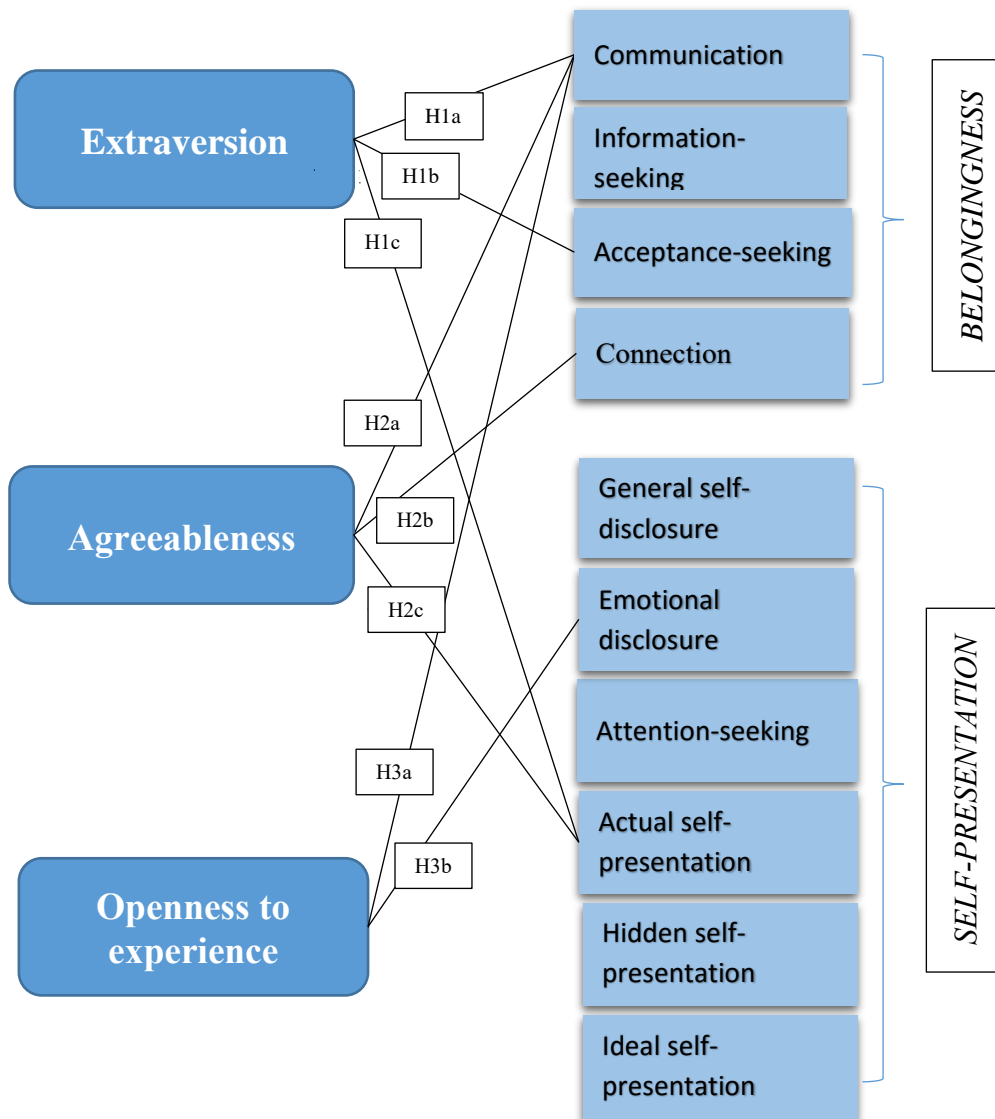 Extraversion
Agreeableness
Openness to
experience
H1a
H1b
H1c
H2a
H2b
H2c
H3a
H3b
Communication
Information-
seeking
Acceptance-seeking
Connection
General self-
disclosure
Emotional
disclosure
Attention-seeking
Actual self-
presentation
Hidden self-
presentation
Ideal self-
presentation
BELONGINGNESS
SELF-PRESENTATION